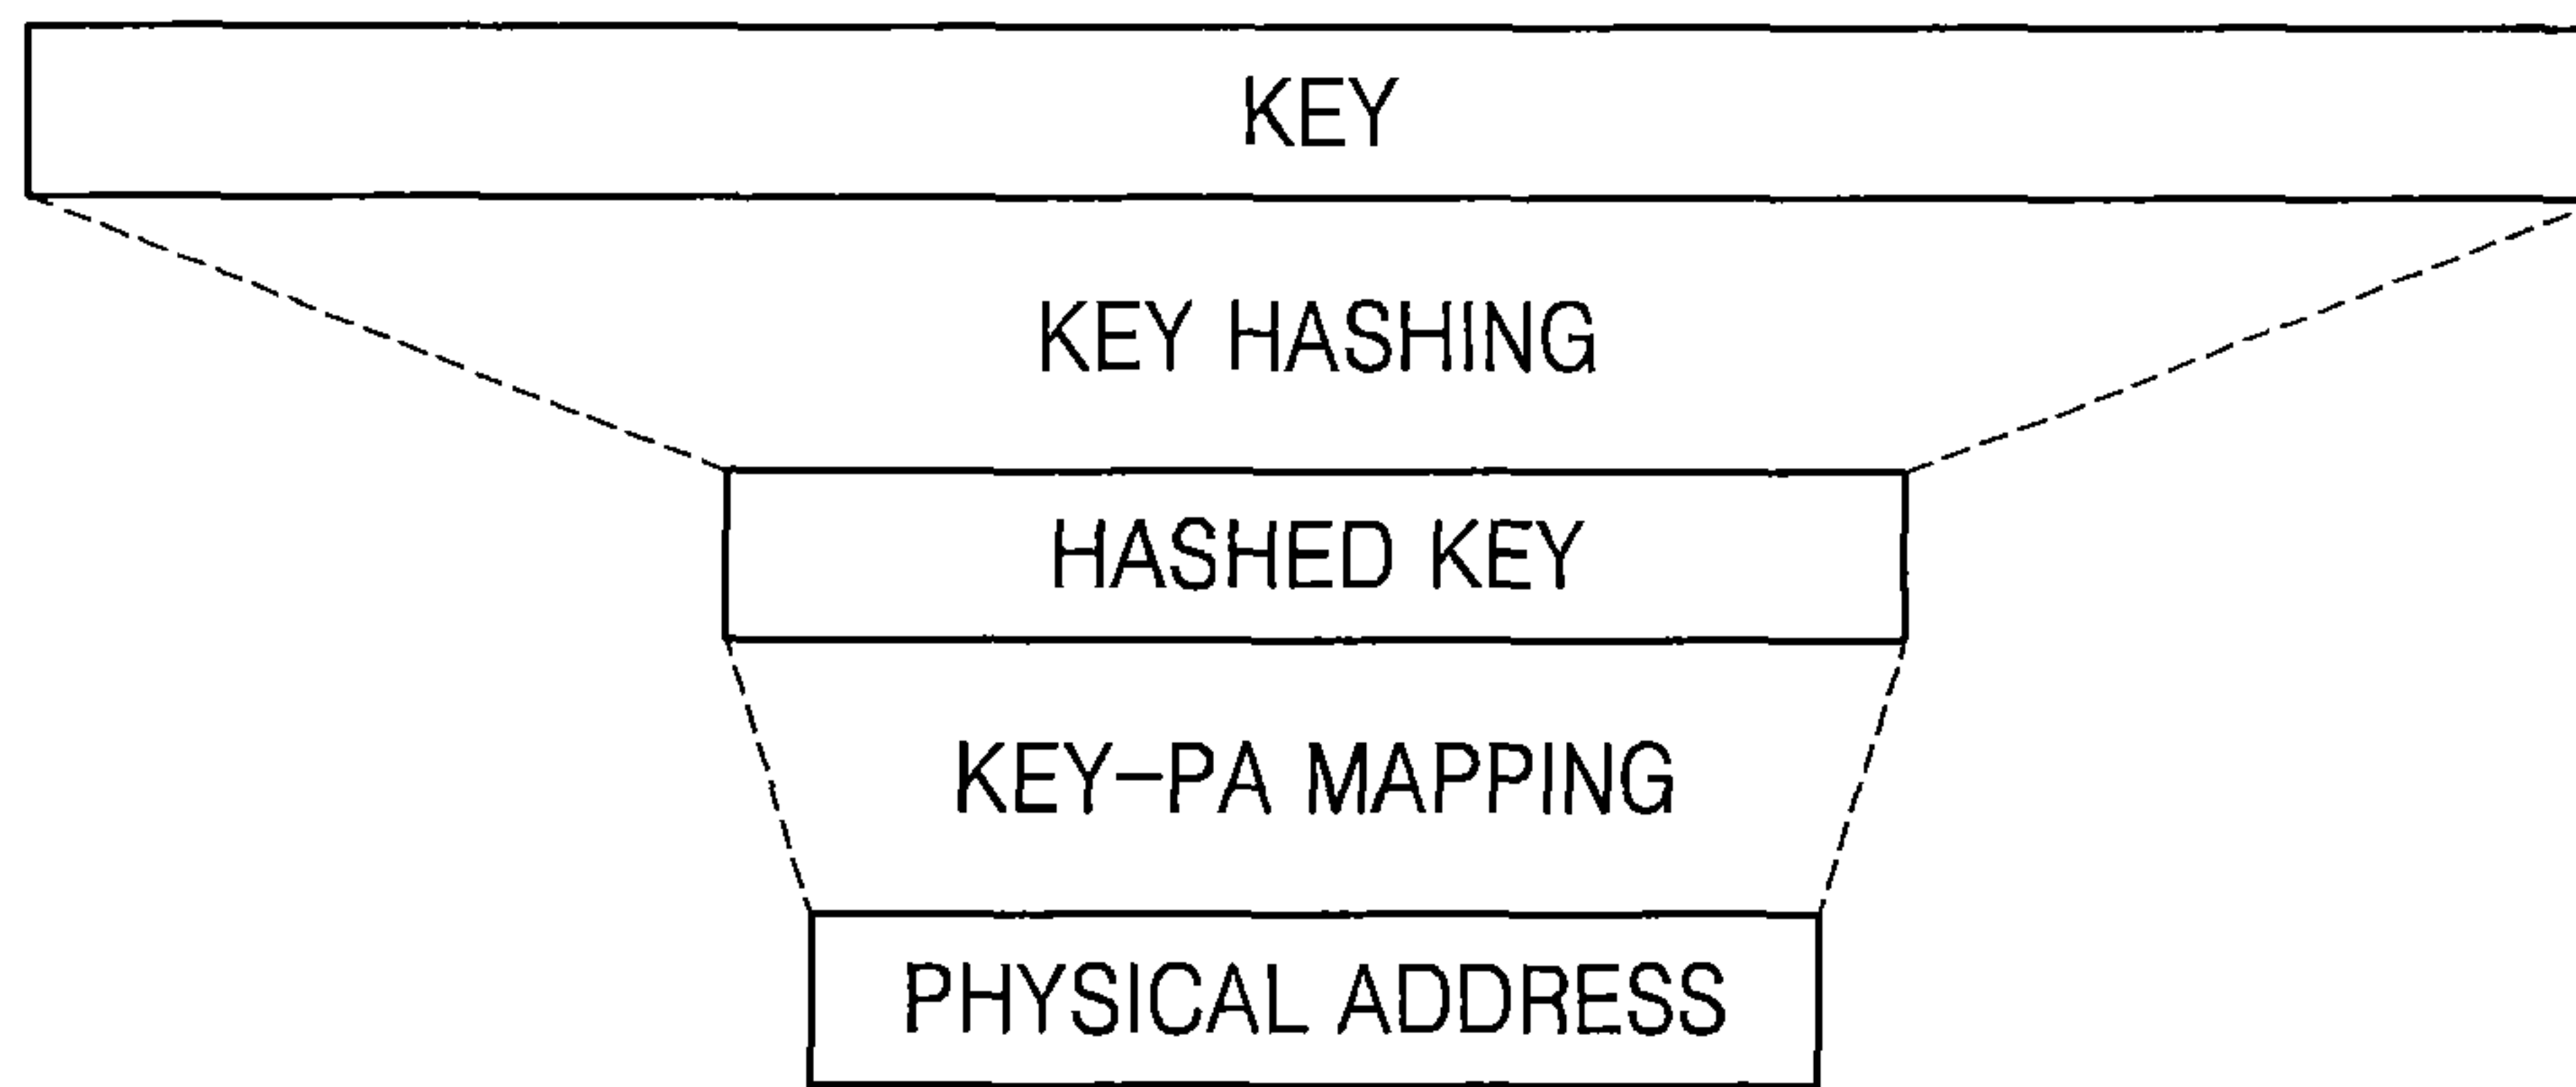 KEY
KEY HASHING
HASHED KEY
KEY-PA MAPPING
PHYSICAL ADDRESS